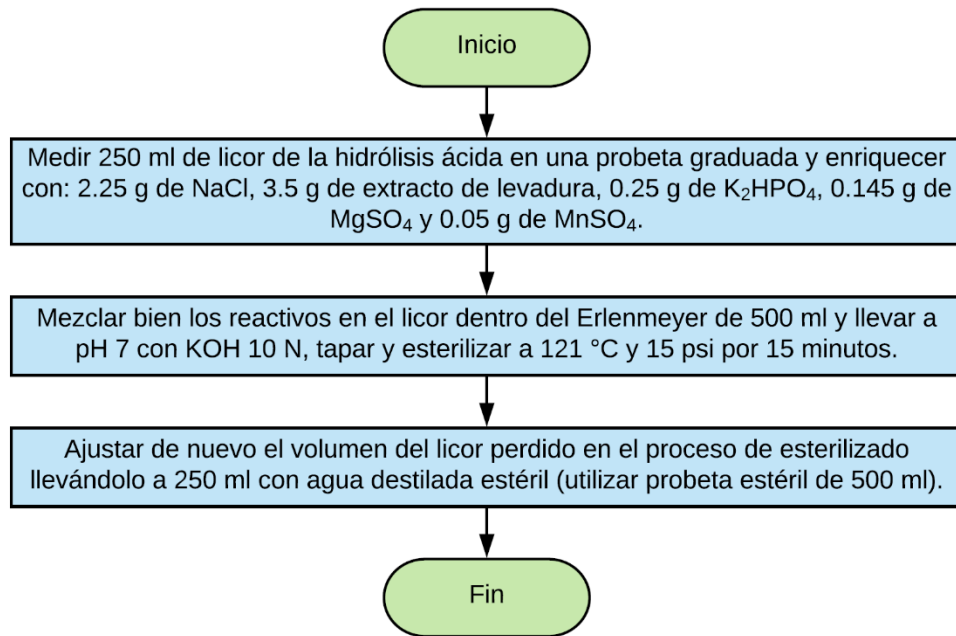 Inicio
Medir 250 ml de licor de la hidrólisis ácida en una probeta graduada y enriquecer
con: 2.25 g de NaCl, 3.5 g de extracto de levadura, 0.25 g de K₂HPO₄, 0.145 g de
MgSO₄ y 0.05 g de MnSO₄.
Mezclar bien los reactivos en el licor dentro del Erlenmeyer de 500 ml y llevar a
pH 7 con KOH 10 N, tapar y esterilizar a 121 °C y 15 psi por 15 minutos.
Ajustar de nuevo el volumen del licor perdido en el proceso de esterilizado
llevándolo a 250 ml con agua destilada estéril (utilizar probeta estéril de 500 ml).
Fin